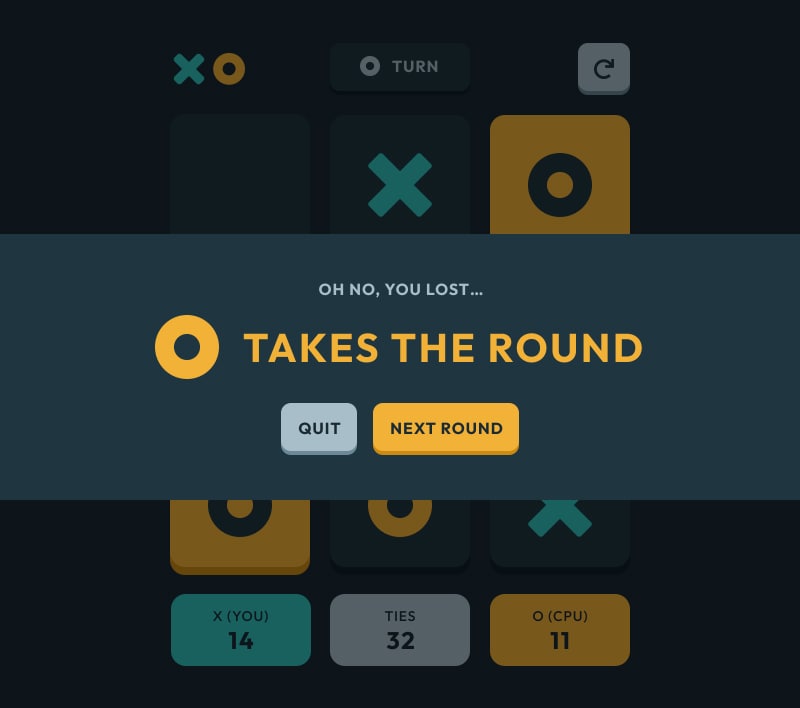 TURN
OH NO, YOU LOST…
TAKES THE ROUND
QUIT
NEXT ROUND
X (YOU)
14
TIES
32
O (CPU)
11